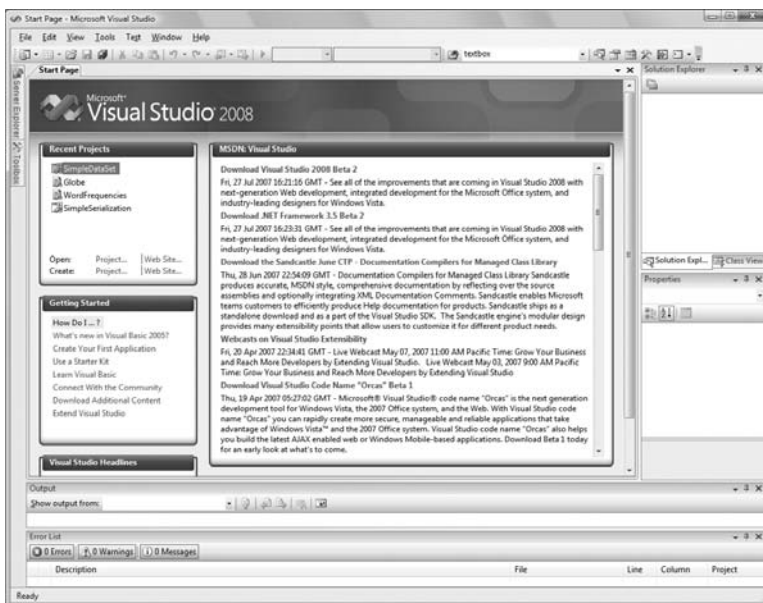 Start Page - Microsoft Visual Studio
File Edit View Tools Test Window Help
textbox
Start Page
Solution Explorer
Server Explorer
Toolbox
Microsoft®
Visual Studio® 2008
Recent Projects
SimpleDataSet
Globe
WordFrequencies
SimpleSerialization
Open: Project... Web Site...
Create: Project... Web Site...
Getting Started
How Do I ... ?
What's new in Visual Basic 2005?
Create Your First Application
Use a Starter Kit
Learn Visual Basic
Connect With the Community
Download Additional Content
Extend Visual Studio
Visual Studio Headlines
MSDN: Visual Studio
Download Visual Studio 2008 Beta 2
Fri, 27 Jul 2007 16:21:16 GMT - See all of the improvements that are coming in Visual Studio 2008 with
next-generation Web development, integrated development for the Microsoft Office system, and
industry-leading designers for Windows Vista.
Download .NET Framework 3.5 Beta 2
Fri, 27 Jul 2007 16:23:31 GMT - See all of the improvements that are coming in Visual Studio 2008 with
next-generation Web development, integrated development for the Microsoft Office system, and
industry-leading designers for Windows Vista.
Download the Sandcastle June CTP - Documentation Compilers for Managed Class Library
Thu, 28 Jun 2007 22:54:09 GMT - Documentation Compilers for Managed Class Library Sandcastle
produces accurate, MSDN style, comprehensive documentation by reflecting over the source
assemblies and optionally integrating XML Documentation Comments. Sandcastle enables Microsoft
teams customers to effectively produce Help documentation for products. Sandcastle ships as a
standalone download and as a part of the Visual Studio SDK. The Sandcastle engine's modular design
provides many extensibility points that allow users to customize it for different product needs.
Webcasts on Visual Studio Extensibility
Fri, 20 Apr 2007 22:34:41 GMT - Live Webcast May 07, 2007 11:00 AM Pacific Time: Grow Your Business
and Reach More Developers by Extending Visual Studio. Live Webcast May 03, 2007 9:00 AM Pacific
Time: Grow Your Business and Reach More Developers by Extending Visual Studio
Download Visual Studio Code Name "Orcas" Beta 1
Thu, 19 Apr 2007 05:27:02 GMT - Microsoft® Visual Studio® code name "Orcas" is the next generation
development tool for Windows Vista, the 2007 Office system, and the Web. With Visual Studio code
name "Orcas" you can rapidly create more secure, manageable and reliable applications that take
advantage of Windows Vista™ and the 2007 Office system. Visual Studio code name "Orcas" also helps
you build the latest AJAX enabled web or Windows Mobile-based applications. Download Beta 1 today
for an early look at what's to come.
Solution Expl... Class View
Properties
Output
Show output from:
Error List
0 Errors 0 Warnings 0 Messages
Description File Line Column Project
Ready